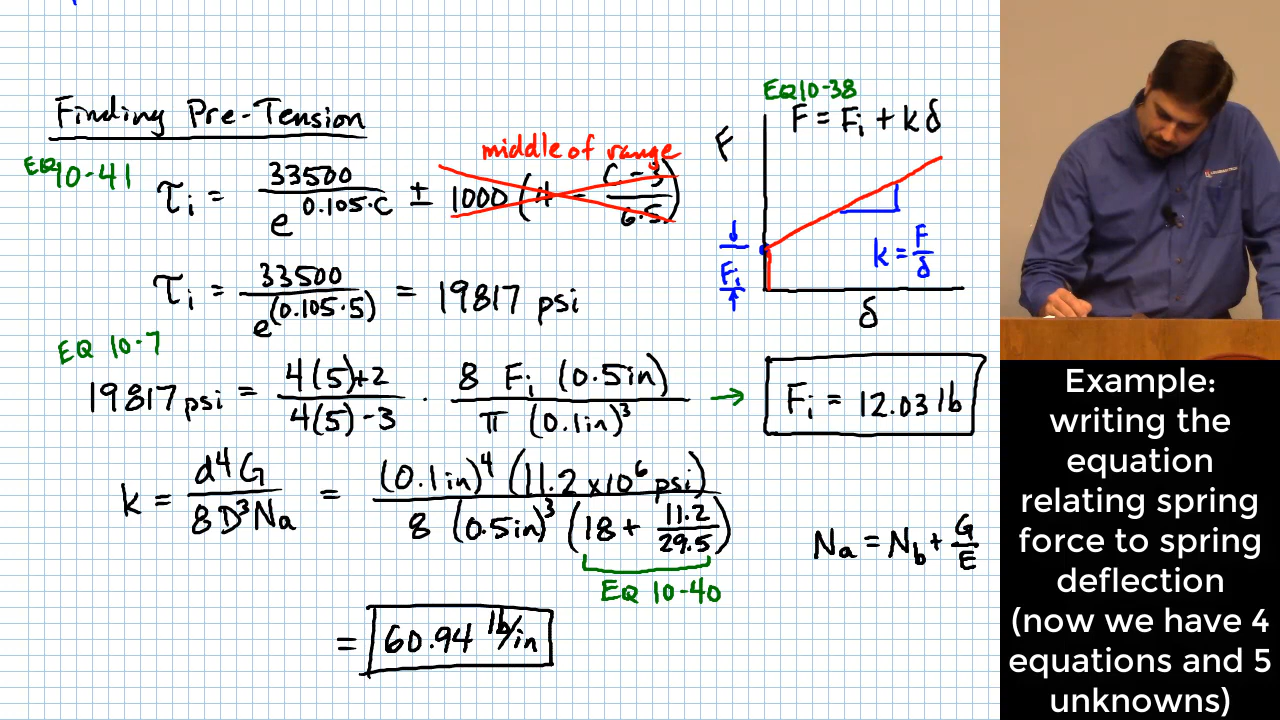 Finding Pre-Tension
EQ 10-41
τi = 33500 / e^(0.105·C) ± 1000 (4 - (C - 3) / 6.5)
middle of range
τi = 33500 / e^(0.105·5) = 19817 psi
EQ 10-7
19817 psi = (4(5)+2) / (4(5)-3) · 8 Fi (0.5in) / π (0.1in)³ → Fi = 12.03 lb
k = d⁴G / 8D³Na = (0.1in)⁴ (11.2 x10⁶ psi) / 8 (0.5in)³ (18 + 11.2/29.5)
EQ 10-40
Na = Nb + G/E
= 60.94 lb/in
EQ10-38
F = Fi + kδ
F
k = F/δ
Fi
δ
Example:
writing the
equation
relating spring
force to spring
deflection
(now we have 4
equations and 5
unknowns)